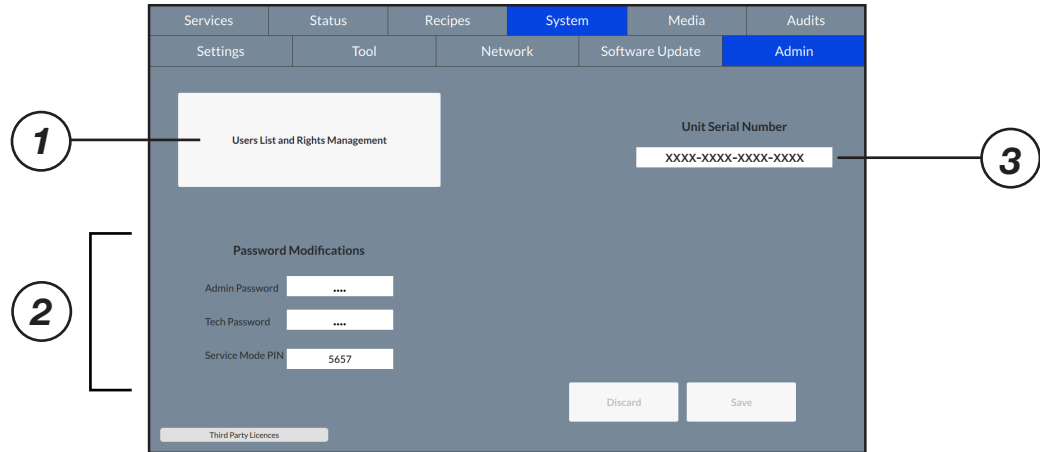 Services Status Recipes System Media Audits
Settings Tool Network Software Update Admin
1
Users List and Rights Management
Unit Serial Number
XXXX-XXXX-XXXX-XXXX
3
2
Password Modifications
Admin Password ....
Tech Password ....
Service Mode PIN 5657
Discard Save
Third Party Licences